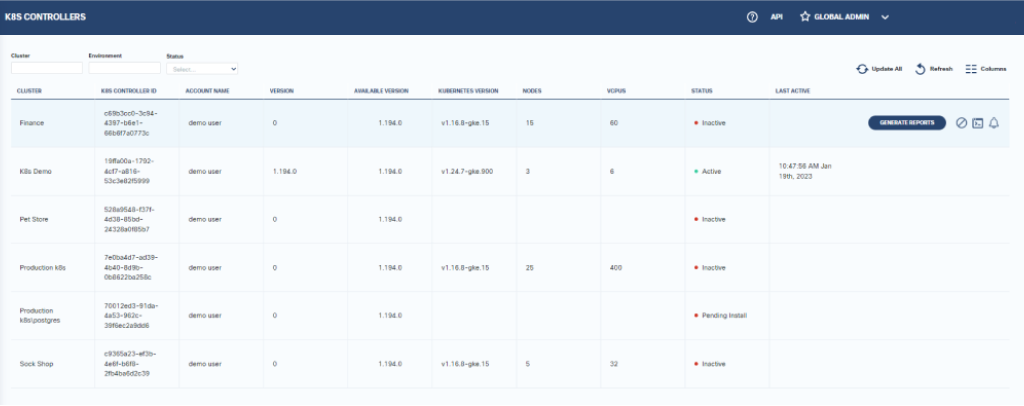 K8S CONTROLLERS
API
GLOBAL ADMIN
Cluster
Environment
Status
Select...
Update All
Refresh
Columns
CLUSTER K8S CONTROLLER ID ACCOUNT NAME VERSION AVAILABLE VERSION KUBERNETES VERSION NODES VCPUS STATUS LAST ACTIVE
Finance
c69b3cc0-3c94-
4397-b6e1-
66b6f7a0773c
demo user 0 1.194.0 v1.16.8-gke.15 15 60 Inactive
GENERATE REPORTS
K8s Demo
19ffa00a-1792-
4cf7-a816-
53c3e82f5999
demo user 1.194.0 1.194.0 v1.24.7-gke.900 3 6 Active
10:47:56 AM Jan
19th, 2023
Pet Store
528a9548-f37f-
4d38-85bd-
24328a0f85b7
demo user 0 1.194.0 Inactive
Production k8s
7e0ba4d7-ad39-
4b40-8d9b-
0b8622ba258c
demo user 0 1.194.0 v1.16.8-gke.15 25 400 Inactive
Production
k8s\postgres
70012ed3-91da-
4a53-962c-
39f6ec2a9dd6
demo user 0 1.194.0 Pending Install
Sock Shop
c9365a23-ef3b-
4e6f-b6f9-
2fb4ba6d2c39
demo user 0 1.194.0 v1.16.8-gke.15 5 32 Inactive